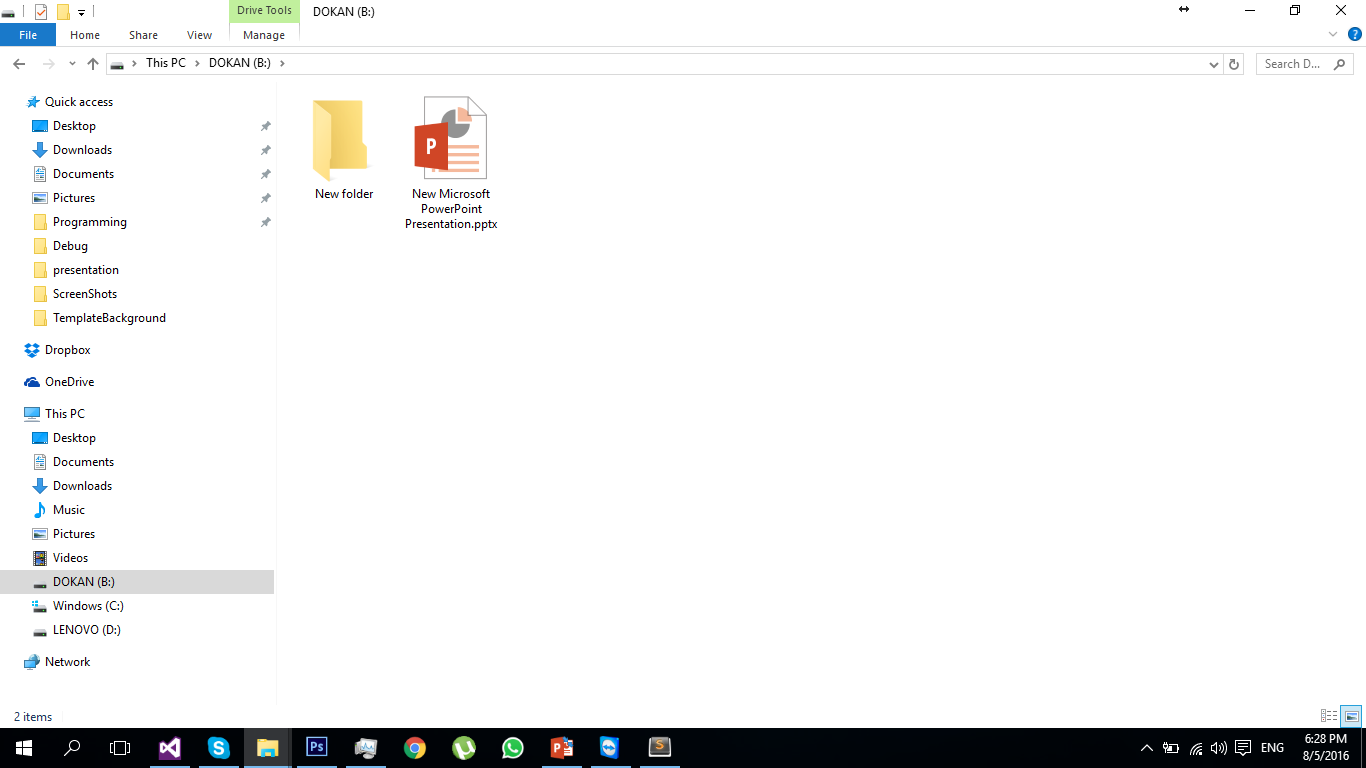 Drive Tools
DOKAN (B:)
File
Home
Share
View
Manage
This PC
DOKAN (B:)
Search D...
Quick access
Desktop
Downloads
Documents
Pictures
Programming
Debug
presentation
ScreenShots
TemplateBackground
Dropbox
OneDrive
This PC
Desktop
Documents
Downloads
Music
Pictures
Videos
DOKAN (B:)
Windows (C:)
LENOVO (D:)
Network
P
New folder
New Microsoft
PowerPoint
Presentation.pptx
2 items
Ps
ENG
6:28 PM
8/5/2016